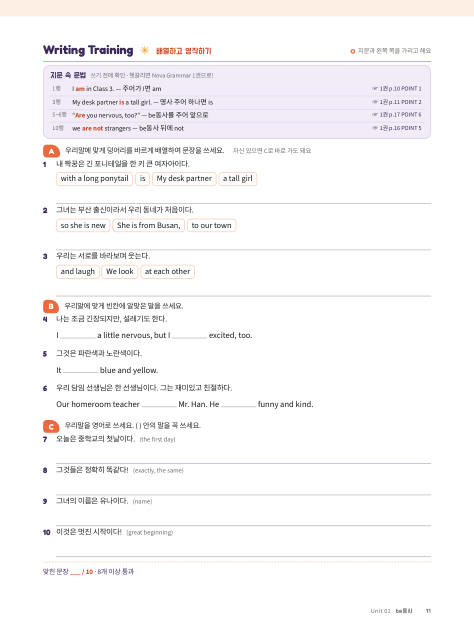 Writing Training ☀ 배열하고 영작하기 ✪ 지문과 왼쪽 쪽을 가리고 해요
지문 속 문법 쓰기 전에 확인 · 헷갈리면 Nova Grammar 1권으로!
1행 I am in Class 3. — 주어가 I면 am ☞ 1권 p.10 POINT 1
3행 My desk partner is a tall girl. — 명사 주어 하나면 is ☞ 1권 p.11 POINT 2
5~6행 "Are you nervous, too?" — be동사를 주어 앞으로 ☞ 1권 p.17 POINT 6
10행 we are not strangers — be동사 뒤에 not ☞ 1권 p.16 POINT 5
A 우리말에 맞게 덩어리를 바르게 배열하여 문장을 쓰세요. 자신 있으면 C로 바로 가도 돼요
1 내 짝꿍은 긴 포니테일을 한 키 큰 여자아이다.
with a long ponytail is My desk partner a tall girl
2 그녀는 부산 출신이라서 우리 동네가 처음이다.
so she is new She is from Busan, to our town
3 우리는 서로를 바라보며 웃는다.
and laugh We look at each other
B 우리말에 맞게 빈칸에 알맞은 말을 쓰세요.
4 나는 조금 긴장되지만, 설레기도 한다.
I ________ a little nervous, but I ________ excited, too.
5 그것은 파란색과 노란색이다.
It ________ blue and yellow.
6 우리 담임 선생님은 한 선생님이다. 그는 재미있고 친절하다.
Our homeroom teacher ________ Mr. Han. He ________ funny and kind.
C 우리말을 영어로 쓰세요. ( ) 안의 말을 꼭 쓰세요.
7 오늘은 중학교의 첫날이다. (the first day)
8 그것들은 정확히 똑같다! (exactly, the same)
9 그녀의 이름은 유나이다. (name)
10 이것은 멋진 시작이다! (great beginning)
맞힌 문장 ___ / 10 · 8개 이상 통과
Unit 01 be동사 11